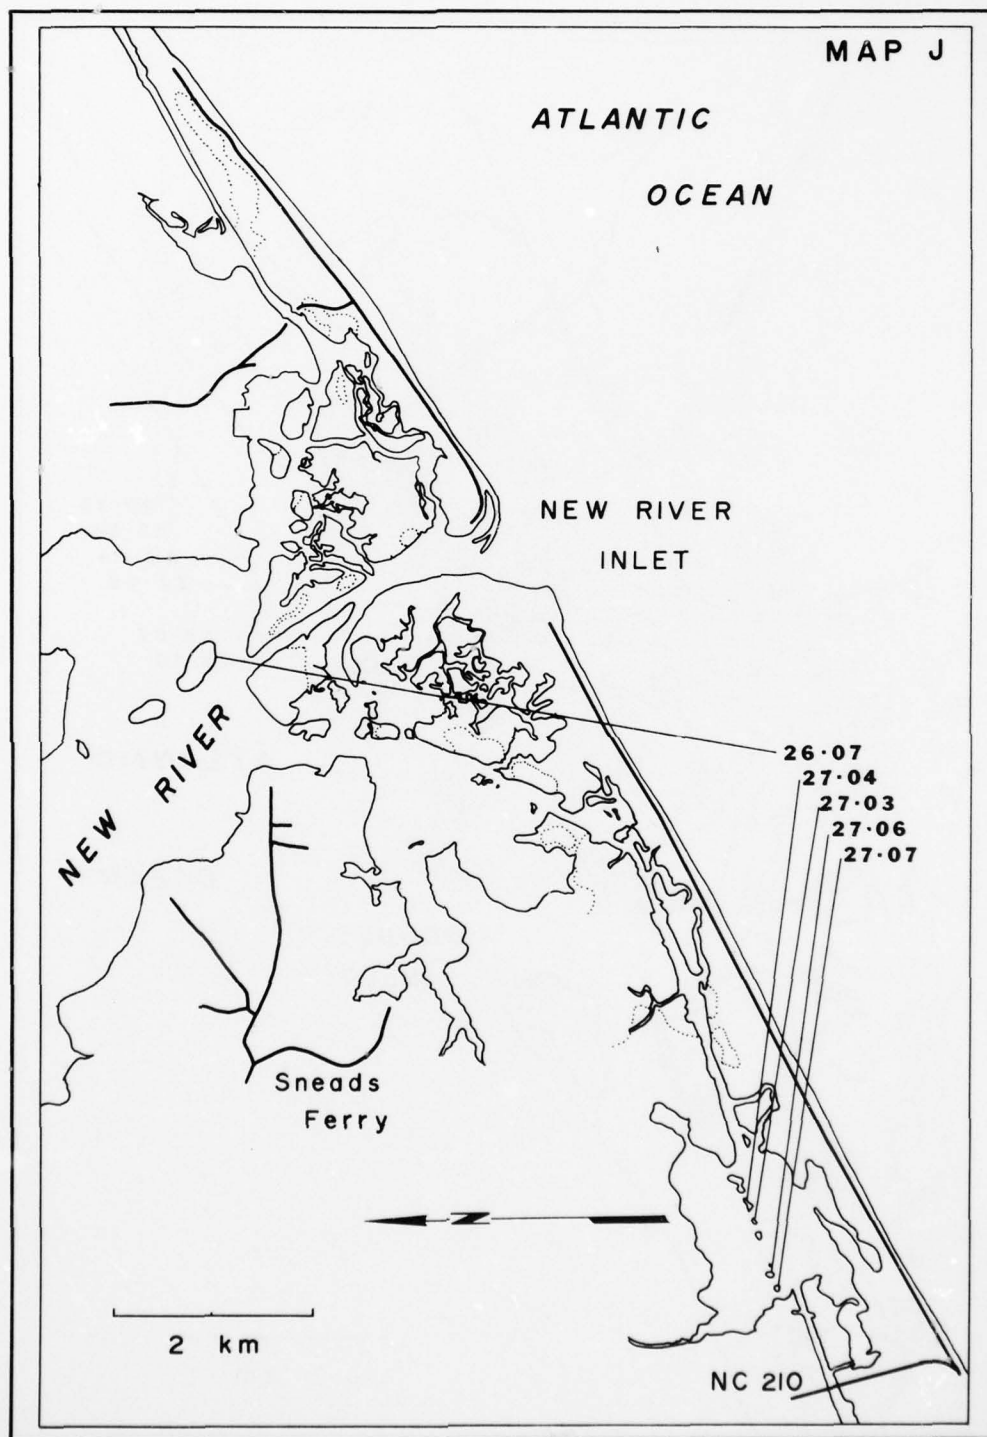 MAP J
ATLANTIC
OCEAN
NEW RIVER
INLET
NEW RIVER
26·07
27·04
27·03
27·06
27·07
Sneads
Ferry
N
2 km
NC 210